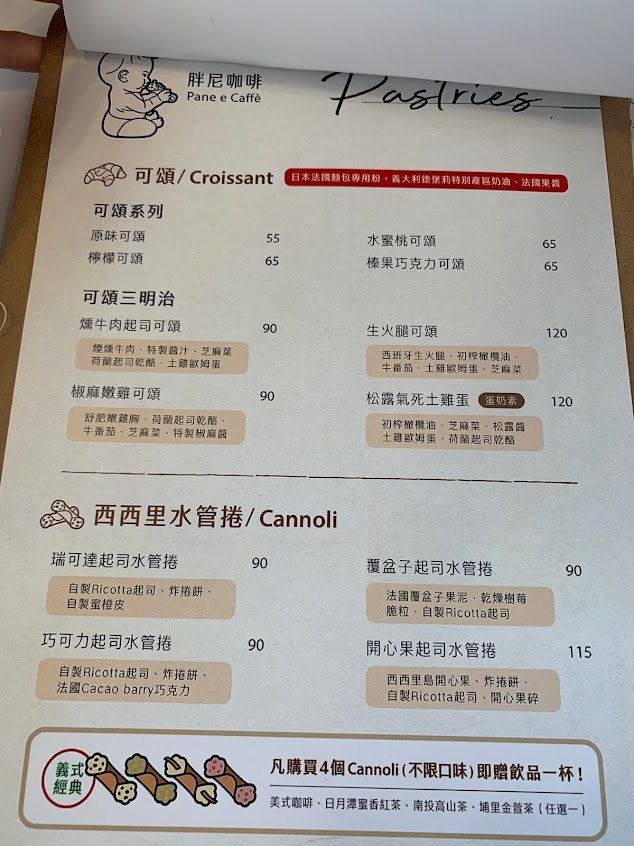 胖尼咖啡
Pane e Caffè
Pastries
可頌/ Croissant
日本法國麵包專用粉、義大利德堡莉特別產區奶油、法國果醬
可頌系列
原味可頌 55
水蜜桃可頌 65
檸檬可頌 65
榛果巧克力可頌 65
可頌三明治
燻牛肉起司可頌 90
煙燻牛肉、特製醬汁、芝麻葉
荷蘭起司乾酪、土雞歐姆蛋
生火腿可頌 120
西班牙生火腿、初榨橄欖油、
牛番茄、土雞歐姆蛋、芝麻菜
椒麻嫩雞可頌 90
舒肥嫩雞胸、荷蘭起司乾酪、
牛番茄、芝麻菜、特製椒麻醬
松露氣死土雞蛋 蛋奶素 120
初榨橄欖油、芝麻菜、松露醬
土雞歐姆蛋、荷蘭起司乾酪
西西里水管捲/ Cannoli
瑞可達起司水管捲 90
自製Ricotta起司、炸捲餅、
自製蜜橙皮
覆盆子起司水管捲 90
法國覆盆子果泥、乾燥樹莓
脆粒、自製Ricotta起司
巧可力起司水管捲 90
自製Ricotta起司、炸捲餅、
法國Cacao barry巧克力
開心果起司水管捲 115
西西里島開心果、炸捲餅、
自製Ricotta起司、開心果碎
義式
經典
凡購買4個Cannoli(不限口味)即贈飲品一杯！
美式咖啡、日月潭蜜香紅茶、南投高山茶、埔里金萱茶（任選一）